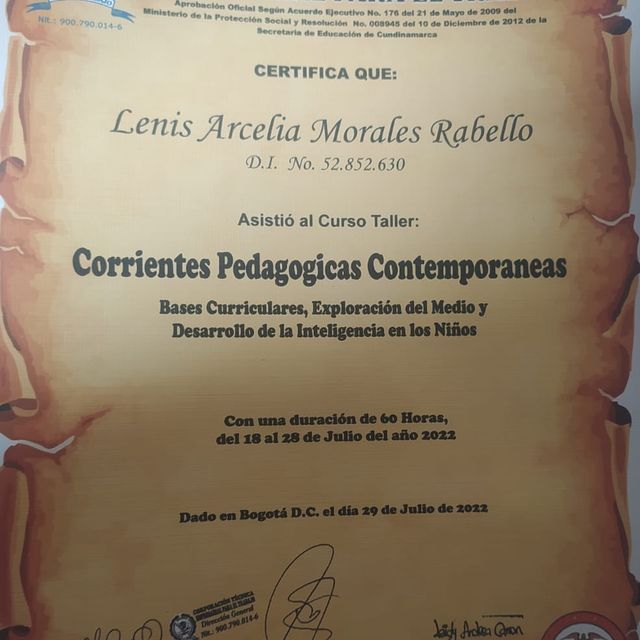 Aprobación Oficial Según Acuerdo Ejecutivo No. 176 del 21 de Mayo de 2009 del
Nit.: 900.790.014-6
Ministerio de la Protección Social y Resolución No. 008945 del 10 de Diciembre de 2012 de la
Secretaria de Educación de Cundinamarca
CERTIFICA QUE:
Lenis Arcelia Morales Rabello
D.I. No. 52.852.630
Asistió al Curso Taller:
Corrientes Pedagogicas Contemporaneas
Bases Curriculares, Exploración del Medio y
Desarrollo de la Inteligencia en los Niños
Con una duración de 60 Horas,
del 18 al 28 de Julio del año 2022
Dado en Bogotá D.C. el día 29 de Julio de 2022
CORPORACIÓN TÉCNICA
Dirección General
Nit.: 900.790.014-6